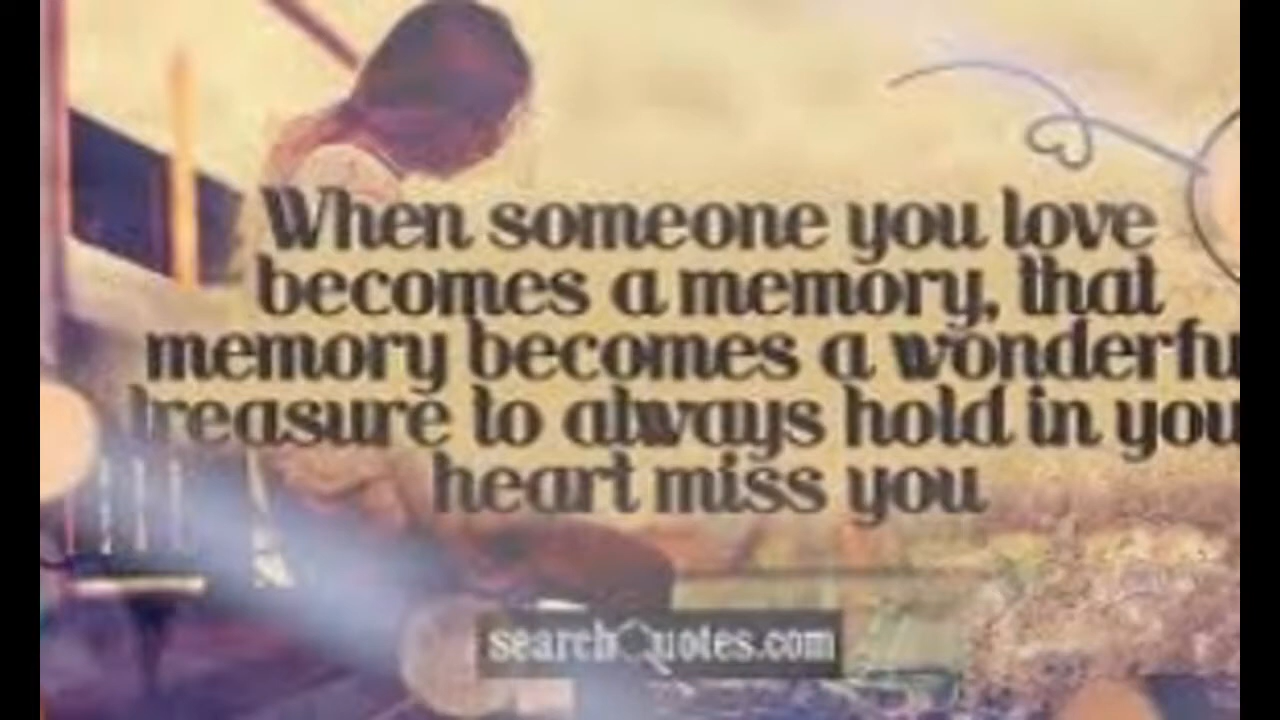 When someone you love
becomes a memory, that
memory becomes a wonderfu
treasure to always hold in you
heart miss you
searchQuotes.com